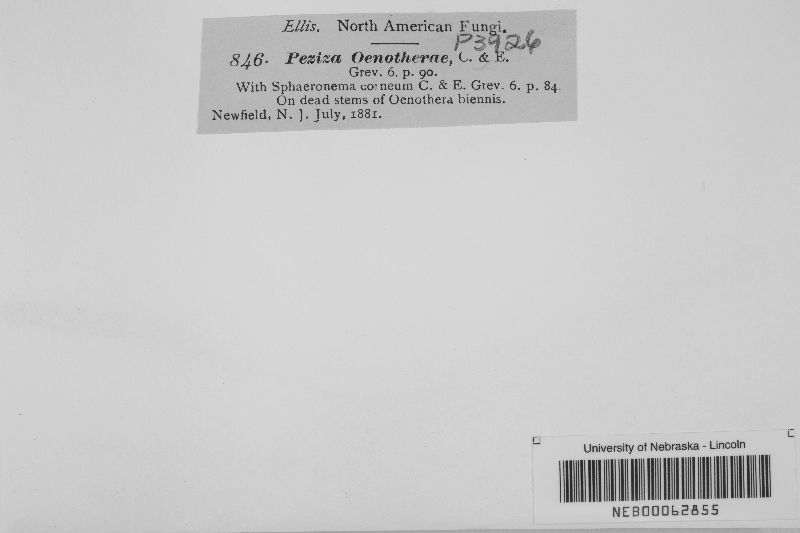 Ellis. North American Fungi.
P3926
846. Peziza Oenotherae, C. & E.
Grev. 6. p. 90.
With Sphaeronema corneum C. & E. Grev. 6. p. 84.
On dead stems of Oenothera biennis.
Newfield, N. J. July, 1881.
University of Nebraska - Lincoln
NEB00062855